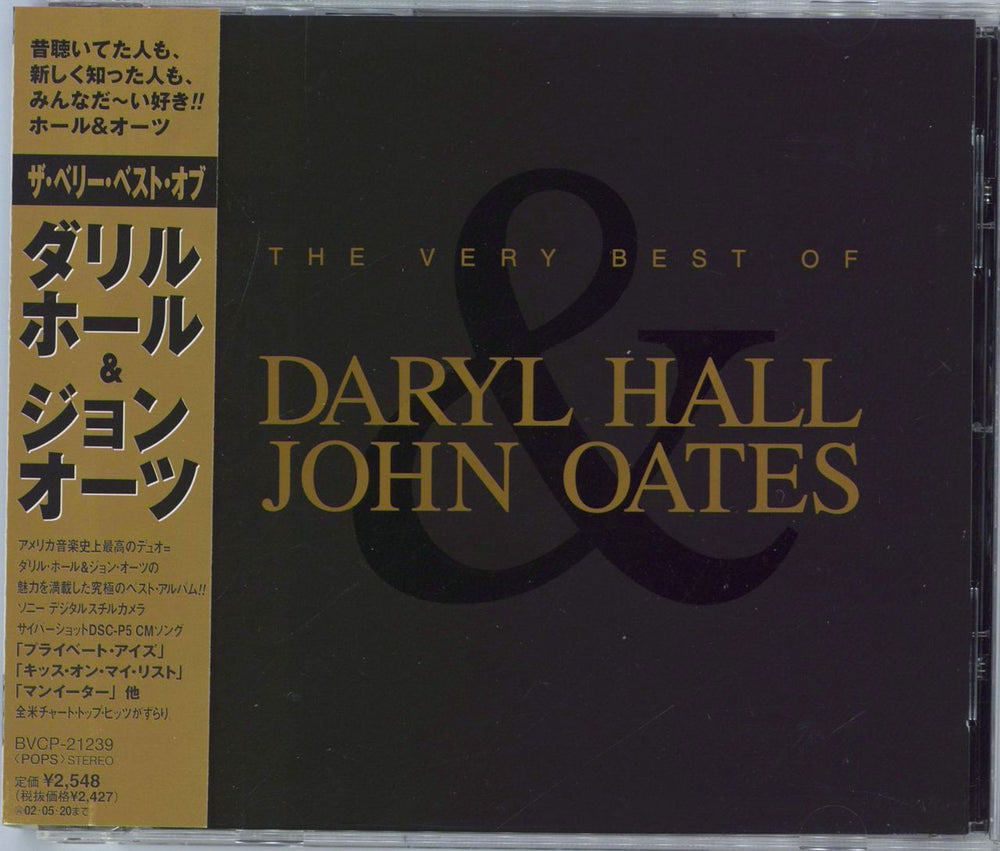 昔聴いてた人も、
新しく知った人も、
みんなだ〜い好き!!
ホール&オーツ
ザ・ベリー・ベスト・オブ
ダリル
ホール
&
ジョン
オーツ
アメリカ音楽史上最高のデュオ=
ダリル・ホール&ジョン・オーツの
魅力を満載した究極のベスト・アルバム!!
ソニー デジタルスチルカメラ
サイバーショットDSC-P5 CMソング
「プライベート・アイズ」
「キッス・オン・マイ・リスト」
「マンイーター」 他
全米チャート・トップ・ヒッツがずらり
BVCP-21239
〈POPS〉STEREO
定価 ¥2,548
(税抜価格¥2,427)
02・05・20まで
&
THE VERY BEST OF
DARYL HALL
JOHN OATES